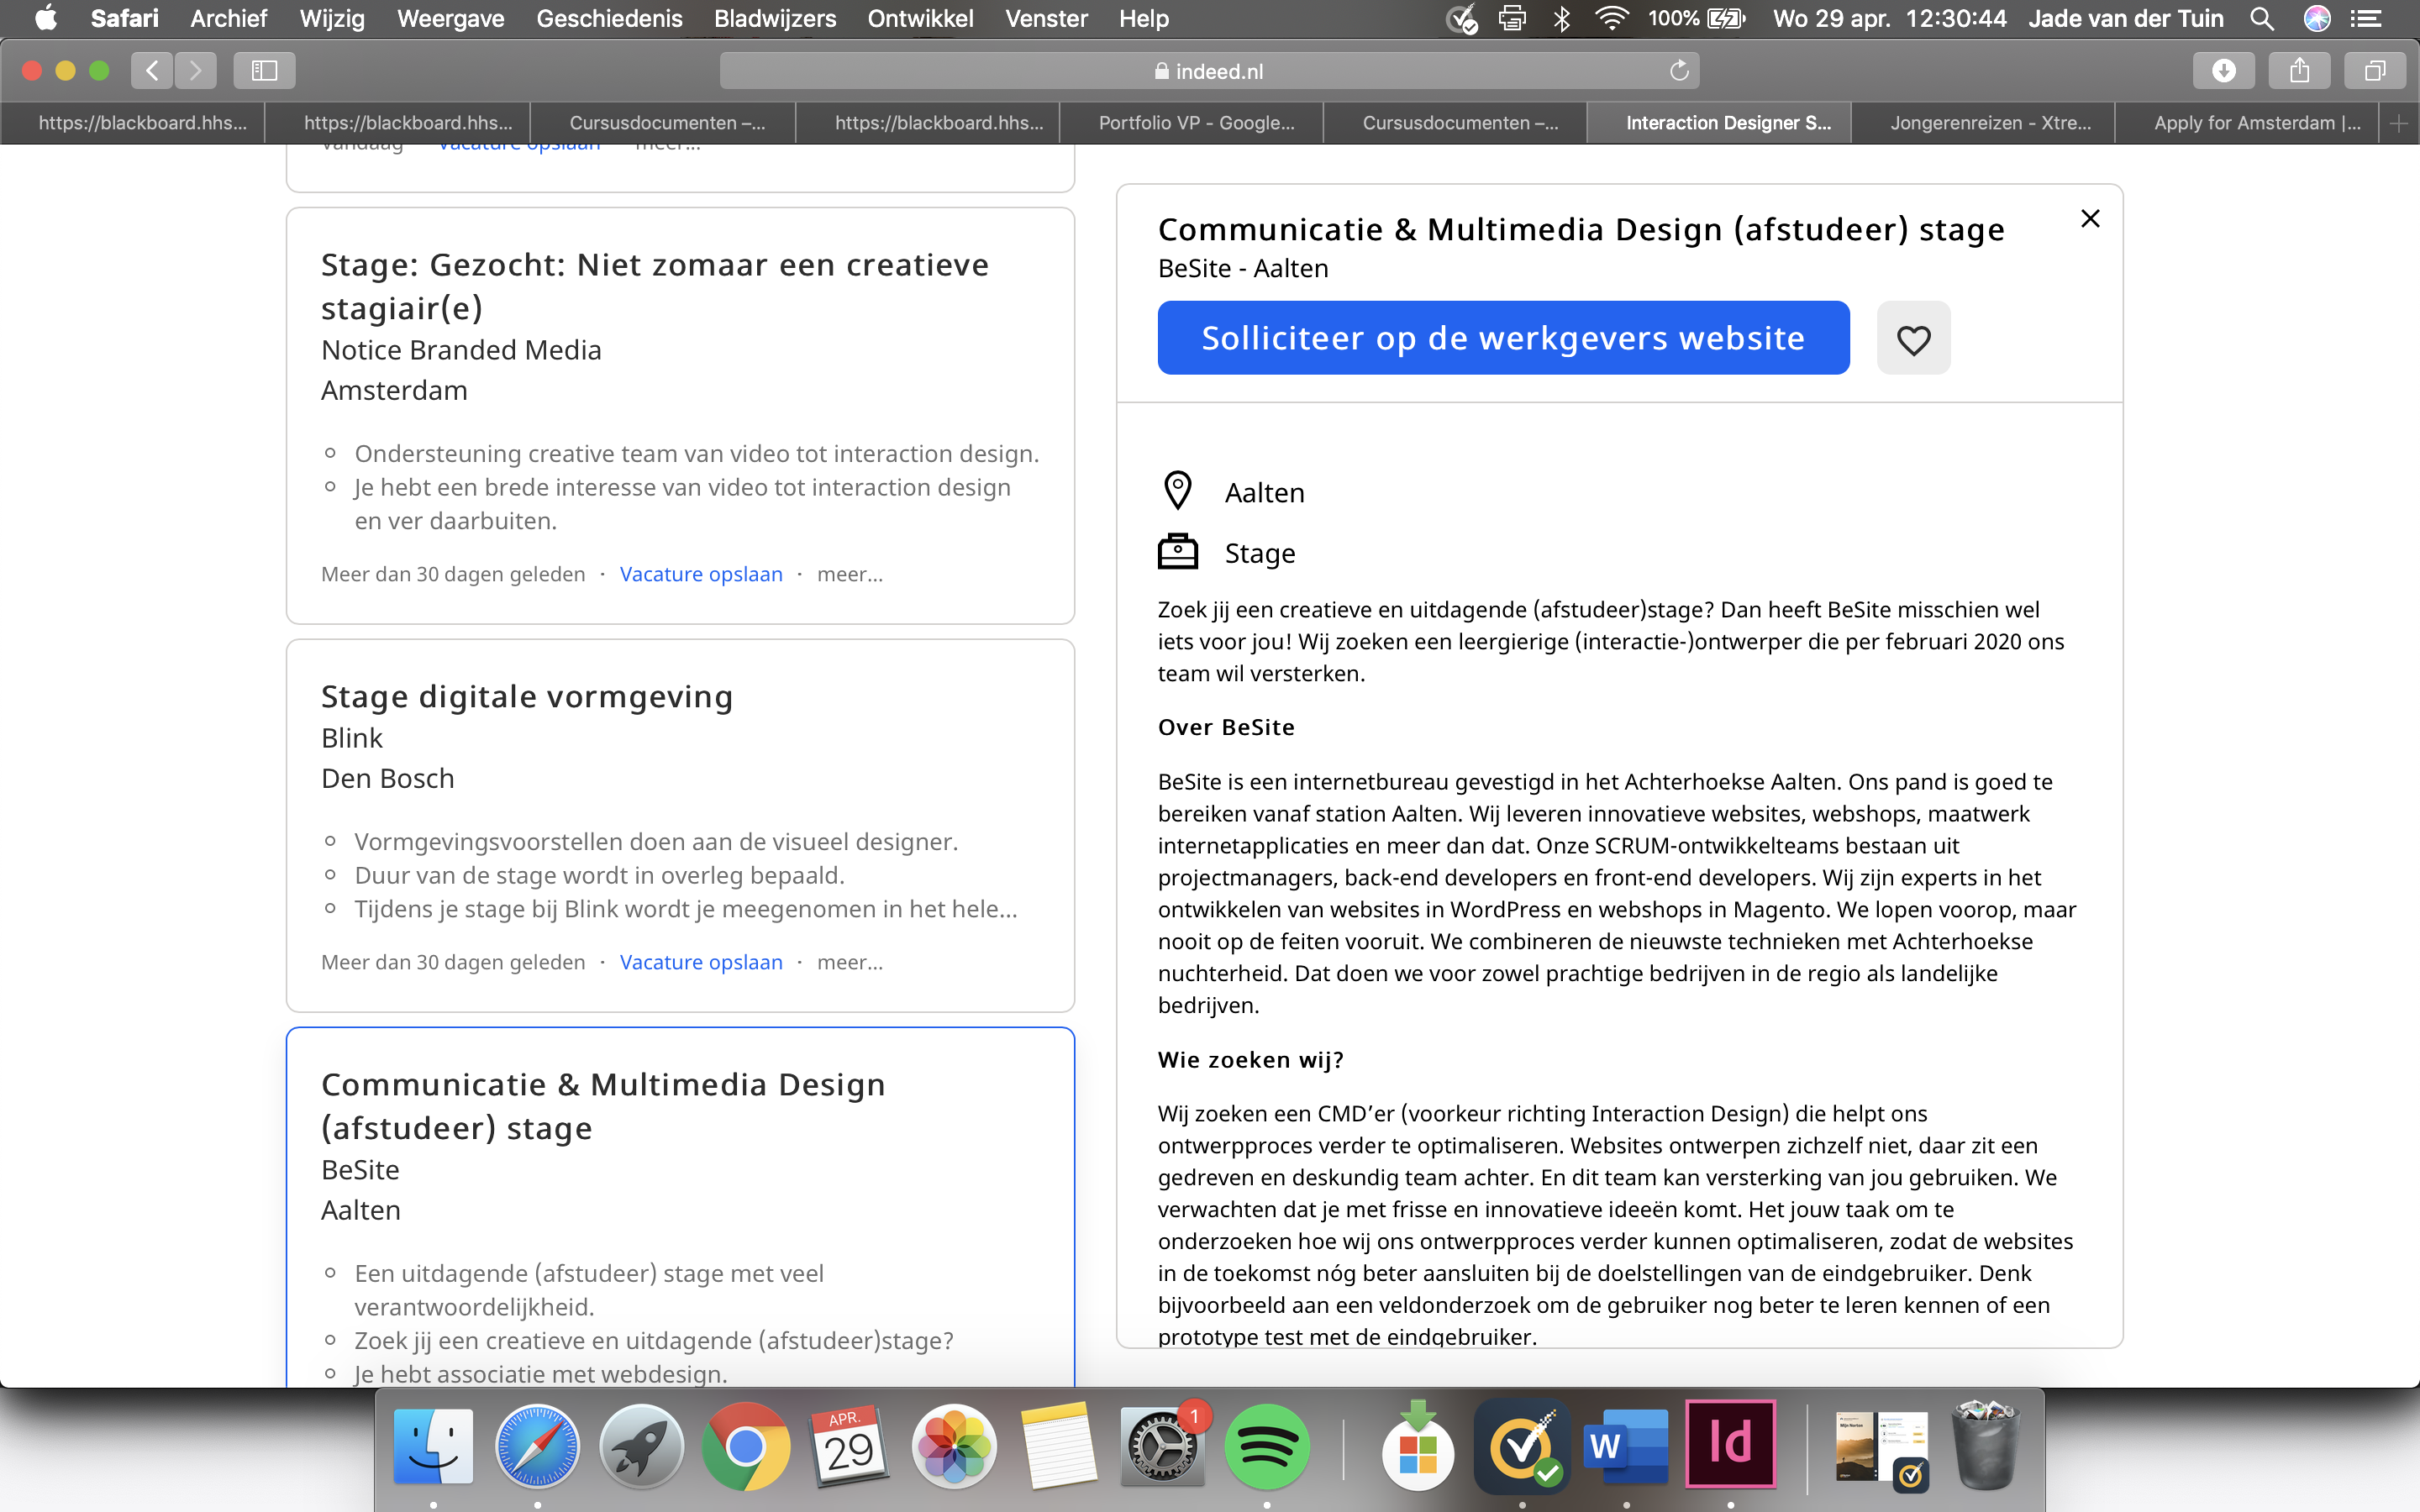 Safari Archief Wijzig Weergave Geschiedenis Bladwijzers Ontwikkel Venster Help 100% Wo 29 apr. 12:30:44 Jade van der Tuin
indeed.nl
https://blackboard.hhs... https://blackboard.hhs... Cursusdocumenten –... https://blackboard.hhs... Portfolio VP - Google... Cursusdocumenten –... Interaction Designer S... Jongerenreizen - Xtre... Apply for Amsterdam |...
Vandaag Vacature opslaan meer...
Stage: Gezocht: Niet zomaar een creatieve
stagiair(e)
Notice Branded Media
Amsterdam
Ondersteuning creative team van video tot interaction design.
Je hebt een brede interesse van video tot interaction design
en ver daarbuiten.
Meer dan 30 dagen geleden · Vacature opslaan · meer...
Stage digitale vormgeving
Blink
Den Bosch
Vormgevingsvoorstellen doen aan de visueel designer.
Duur van de stage wordt in overleg bepaald.
Tijdens je stage bij Blink wordt je meegenomen in het hele...
Meer dan 30 dagen geleden · Vacature opslaan · meer...
Communicatie & Multimedia Design
(afstudeer) stage
BeSite
Aalten
Een uitdagende (afstudeer) stage met veel
verantwoordelijkheid.
Zoek jij een creatieve en uitdagende (afstudeer)stage?
Je hebt associatie met webdesign.
Communicatie & Multimedia Design (afstudeer) stage
BeSite - Aalten
Solliciteer op de werkgevers website
Aalten
Stage
Zoek jij een creatieve en uitdagende (afstudeer)stage? Dan heeft BeSite misschien wel
iets voor jou! Wij zoeken een leergierige (interactie-)ontwerper die per februari 2020 ons
team wil versterken.
Over BeSite
BeSite is een internetbureau gevestigd in het Achterhoekse Aalten. Ons pand is goed te
bereiken vanaf station Aalten. Wij leveren innovatieve websites, webshops, maatwerk
internetapplicaties en meer dan dat. Onze SCRUM-ontwikkelteams bestaan uit
projectmanagers, back-end developers en front-end developers. Wij zijn experts in het
ontwikkelen van websites in WordPress en webshops in Magento. We lopen voorop, maar
nooit op de feiten vooruit. We combineren de nieuwste technieken met Achterhoekse
nuchterheid. Dat doen we voor zowel prachtige bedrijven in de regio als landelijke
bedrijven.
Wie zoeken wij?
Wij zoeken een CMD’er (voorkeur richting Interaction Design) die helpt ons
ontwerpproces verder te optimaliseren. Websites ontwerpen zichzelf niet, daar zit een
gedreven en deskundig team achter. En dit team kan versterking van jou gebruiken. We
verwachten dat je met frisse en innovatieve ideeën komt. Het jouw taak om te
onderzoeken hoe wij ons ontwerpproces verder kunnen optimaliseren, zodat de websites
in de toekomst nóg beter aansluiten bij de doelstellingen van de eindgebruiker. Denk
bijvoorbeeld aan een veldonderzoek om de gebruiker nog beter te leren kennen of een
prototype test met de eindgebruiker.
APR.
29
1
W
Id